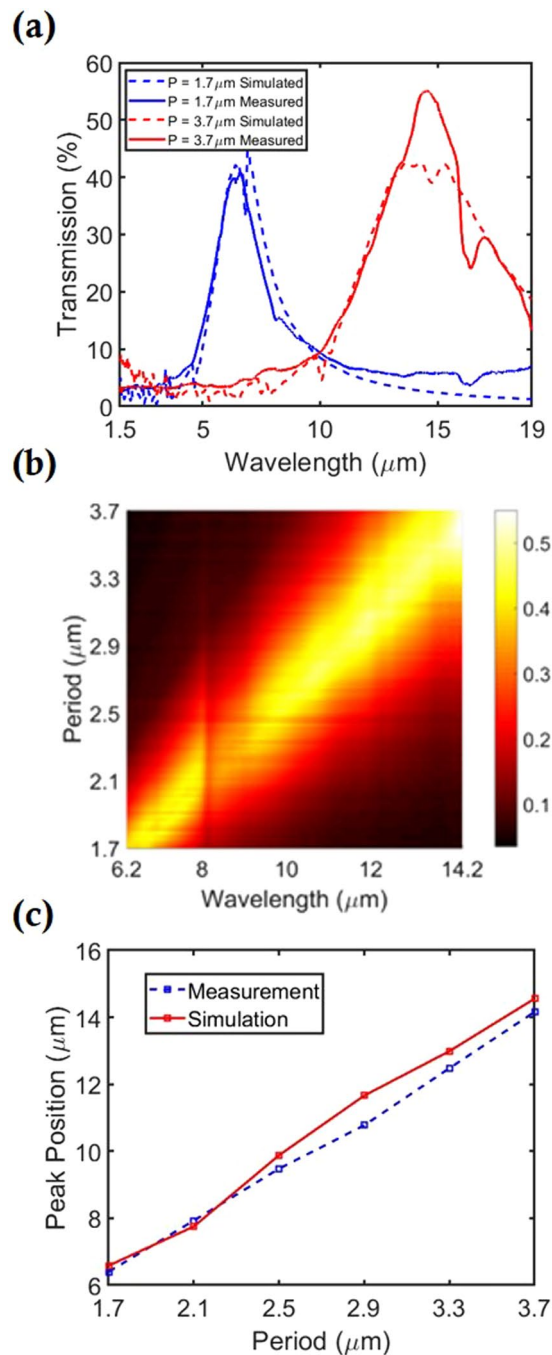 (a)
60
50
40
30
20
10
0
Transmission (%)
P = 1.7μm Simulated
P = 1.7μm Measured
P = 3.7μm Simulated
P = 3.7μm Measured
1.5 5 10 15 19
Wavelength (μm)
(b)
3.7
3.3
2.9
2.5
2.1
1.7
Period (μm)
6.2 8 10 12 14.2
Wavelength (μm)
0.5
0.4
0.3
0.2
0.1
(c)
16
14
12
10
8
6
Peak Position (μm)
Measurement
Simulation
1.7 2.1 2.5 2.9 3.3 3.7
Period (μm)